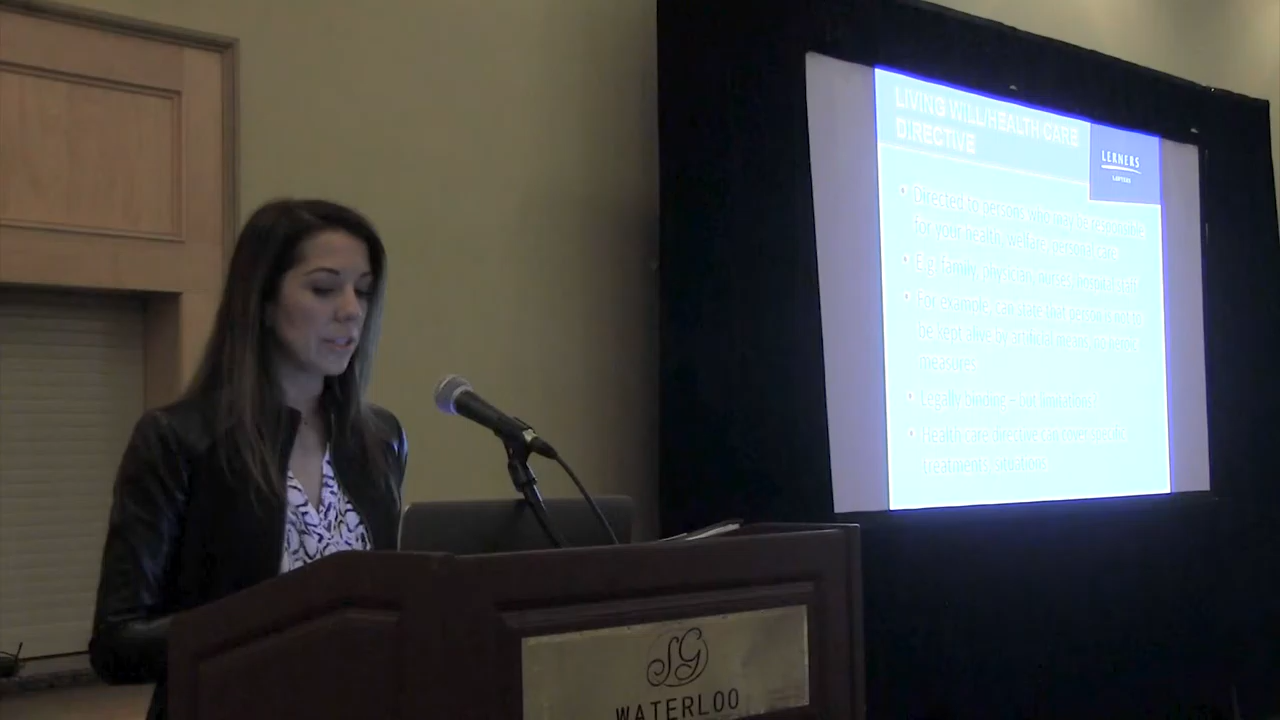 LIVING WILL/HEALTH CARE
DIRECTIVE
LERNERS
LAWYERS
• Directed to persons who may be responsible
for your health, welfare, personal care)
• E.g. family, physician, nurses, hospital staff
• For example, can state that person is not to
be kept alive by artificial means, no heroic
measures.
• Legally binding – but limitations?
• Health care directive can cover specific
treatments, situations.
SG
WATERLOO